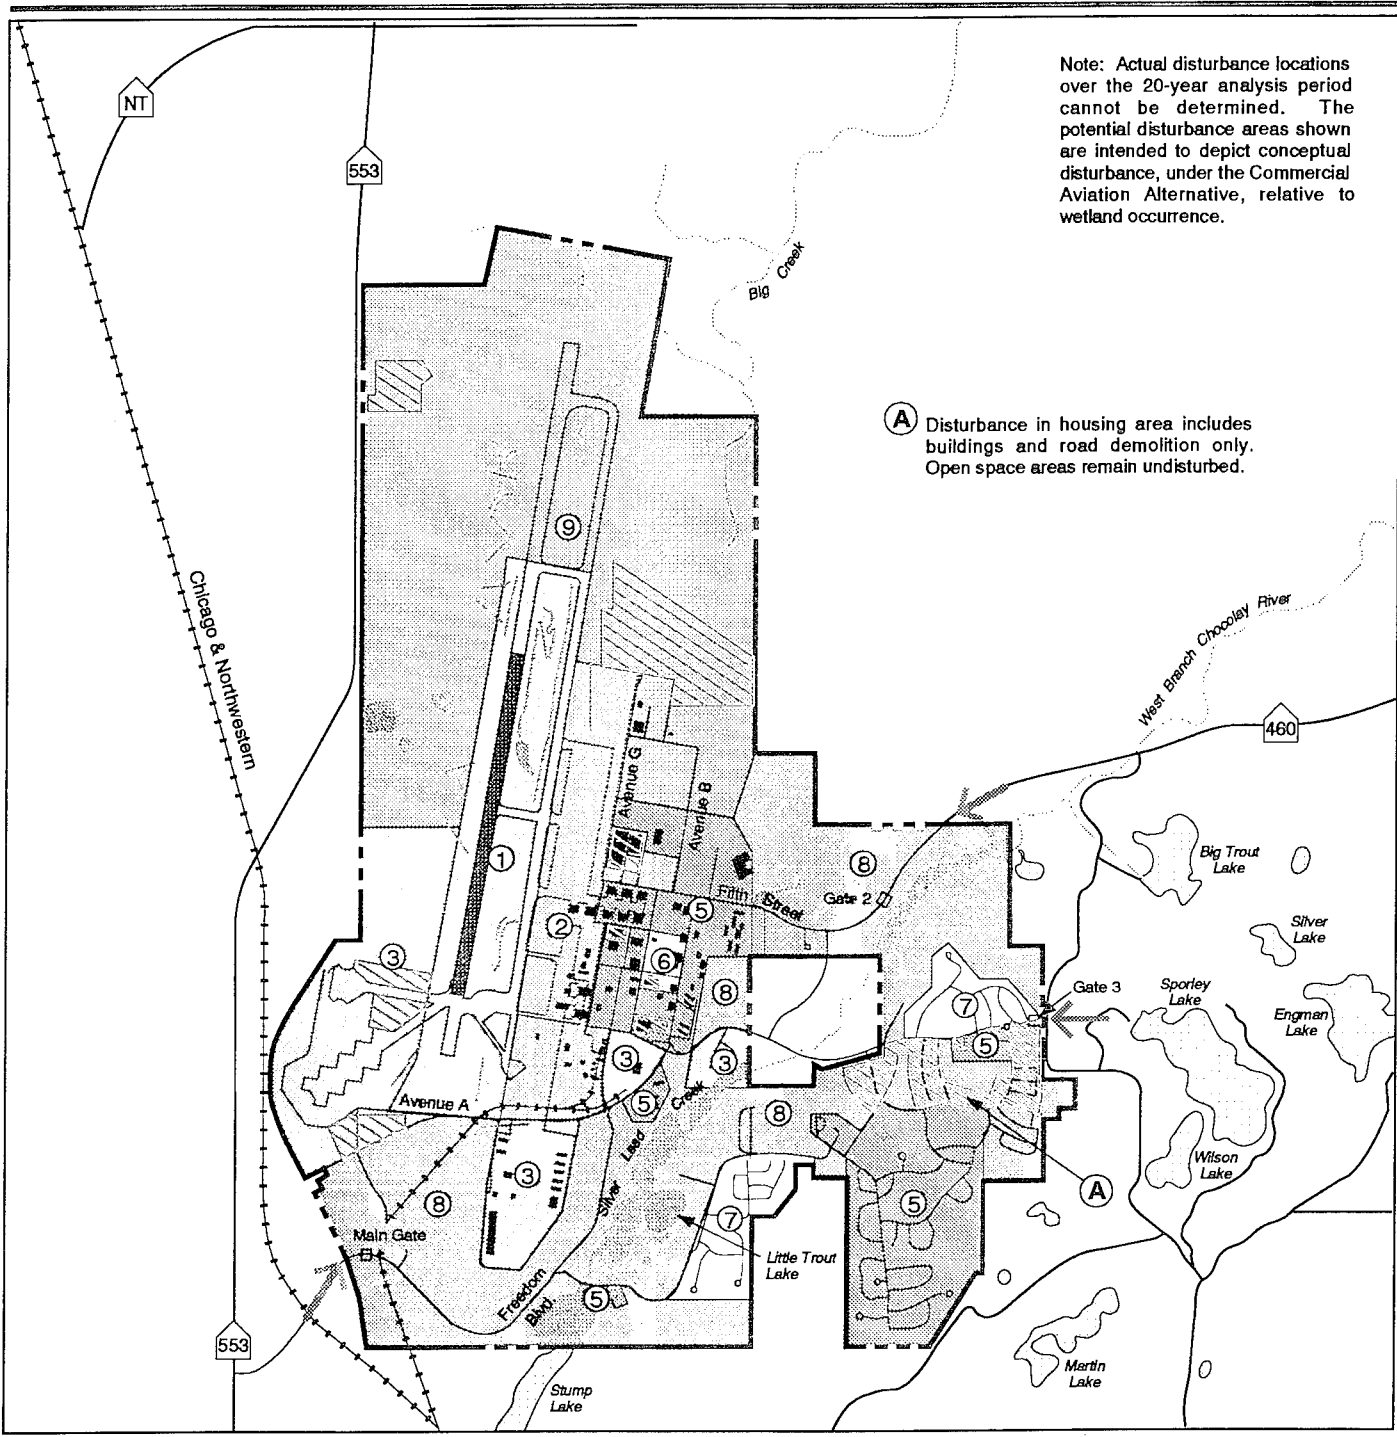 Note: Actual disturbance locations
over the 20-year analysis period
cannot be determined. The
potential disturbance areas shown
are intended to depict conceptual
disturbance, under the Commercial
Aviation Alternative, relative to
wetland occurrence.
NT
553
Big Creek
A Disturbance in housing area includes
buildings and road demolition only.
Open space areas remain undisturbed.
9
Chicago & Northwestern
West Branch Chocolay River
460
Avenue G
Avenue B
1
8
Big Trout
Lake
Gate 2
Fifth Street
5
2
Silver
Lake
3
6
8
7
Gate 3
Sporley
Lake
Engman
Lake
5
3
3
Avenue A
5
Creek
8
Lead
Silver
Wilson
Lake
3
A
8
5
7
Main Gate
Little Trout
Lake
Freedom
Blvd.
5
553
Martin
Lake
Stump
Lake